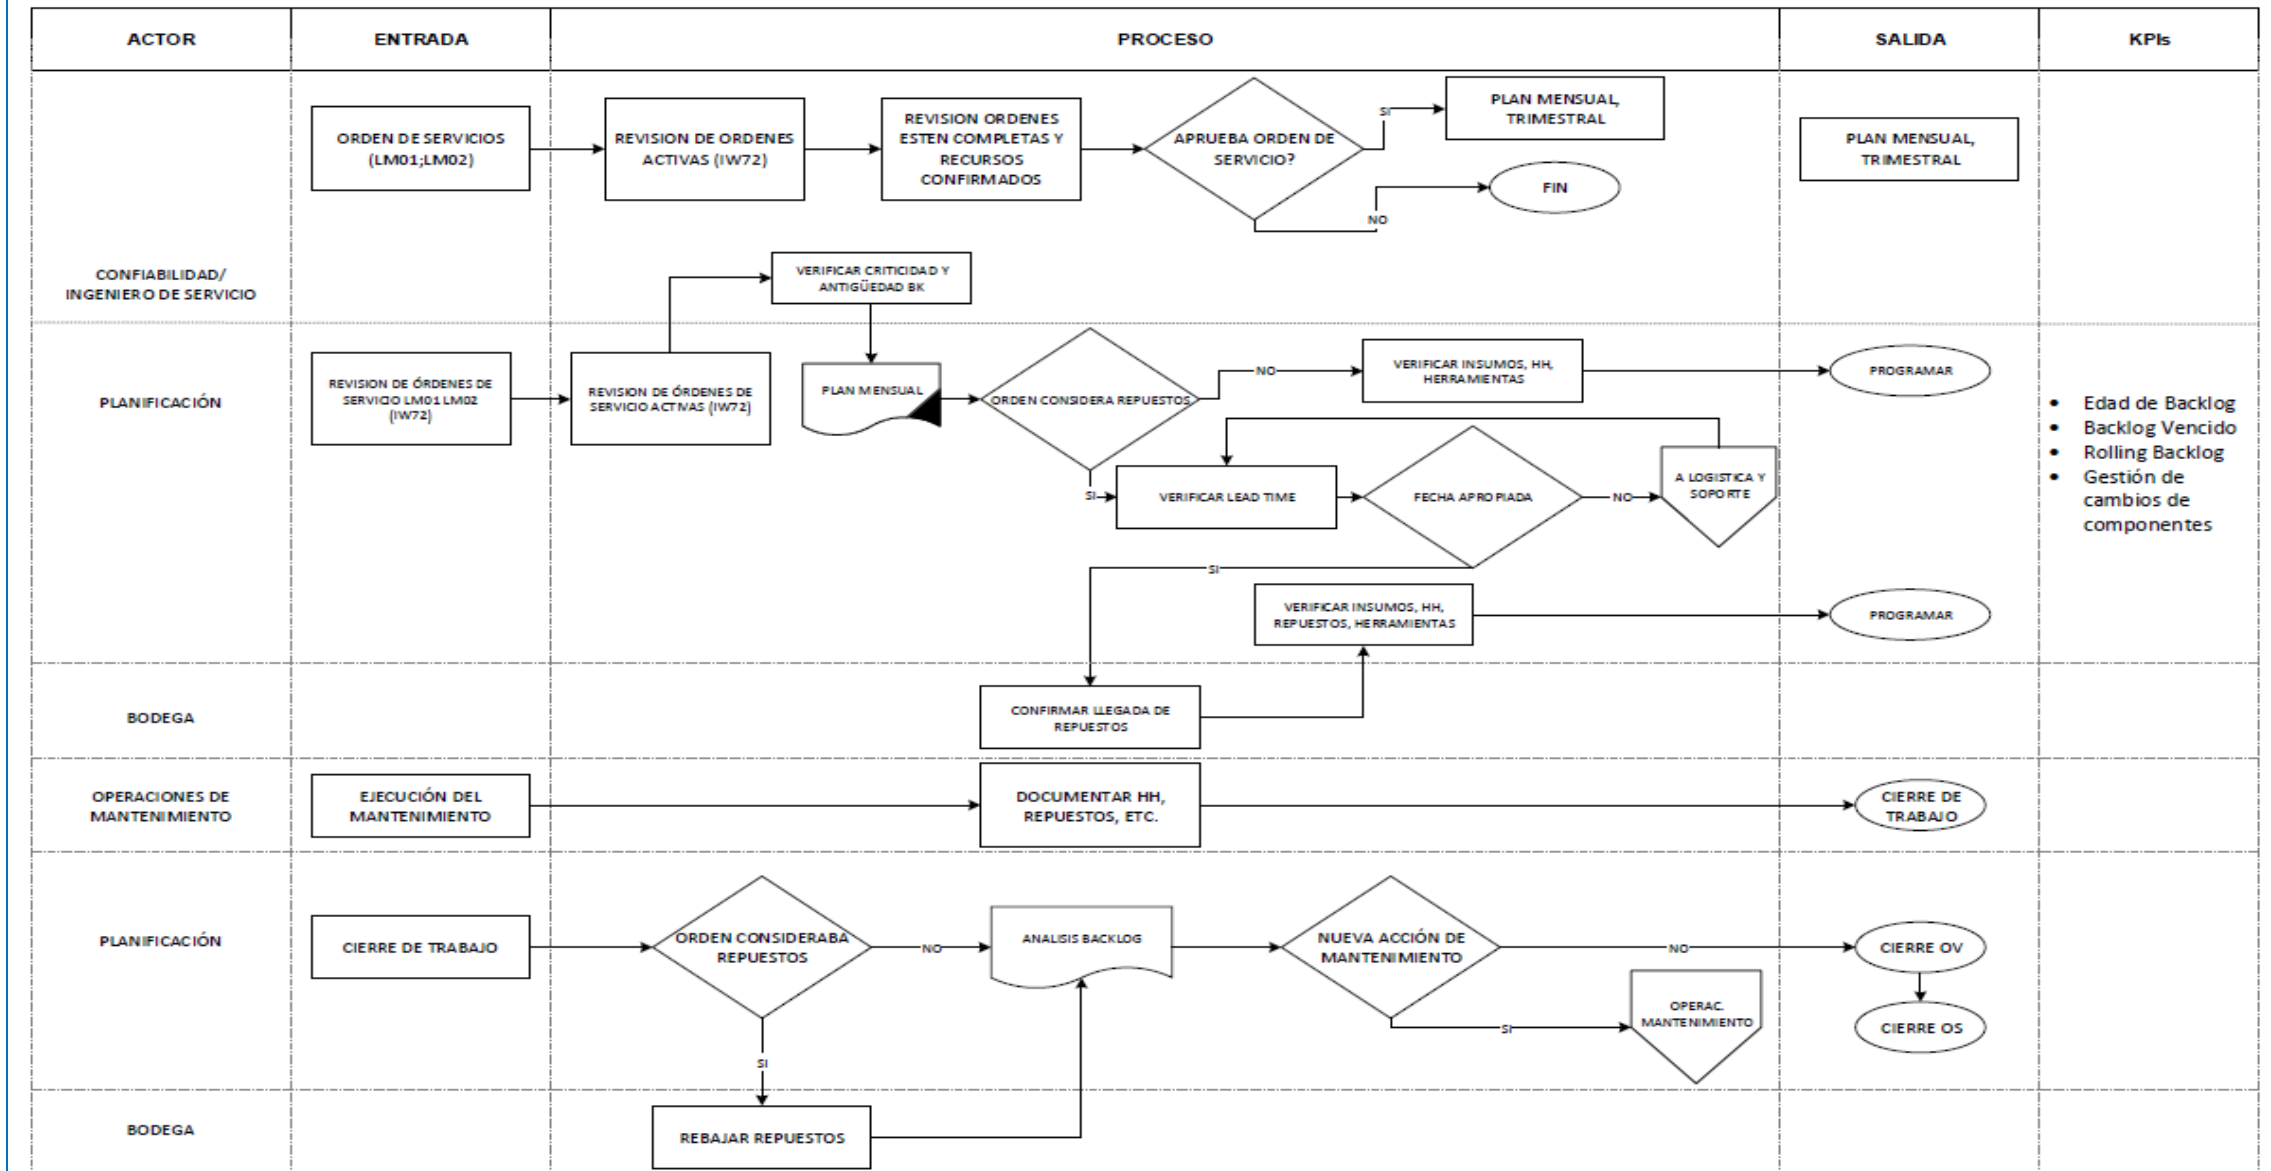 ACTOR
ENTRADA
PROCESO
SALIDA
KPIs
ORDEN DE SERVICIOS
(LM01;LM02)
REVISION DE ORDENES
ACTIVAS (IW72)
REVISION ORDENES
ESTEN COMPLETAS Y
RECURSOS
CONFIRMADOS
APRUEBA ORDEN DE
SERVICIO?
SI
PLAN MENSUAL,
TRIMESTRAL
NO
FIN
PLAN MENSUAL,
TRIMESTRAL
CONFIABILIDAD/
INGENIERO DE SERVICIO
VERIFICAR CRITICIDAD Y
ANTIGÜEDAD BK
PLANIFICACIÓN
REVISION DE ÓRDENES DE
SERVICIO LM01 LM02
(IW72)
REVISION DE ÓRDENES DE
SERVICIO ACTIVAS (IW72)
PLAN MENSUAL
ORDEN CONSIDERA REPUESTOS
NO
VERIFICAR INSUMOS, HH,
HERRAMIENTAS
PROGRAMAR
SI
VERIFICAR LEAD TIME
FECHA APROPIADA
NO
A LOGISTICA Y
SOPORTE
SI
VERIFICAR INSUMOS, HH,
REPUESTOS, HERRAMIENTAS
PROGRAMAR
• Edad de Backlog
• Backlog Vencido
• Rolling Backlog
• Gestión de
cambios de
componentes
BODEGA
CONFIRMAR LLEGADA DE
REPUESTOS
OPERACIONES DE
MANTENIMIENTO
EJECUCIÓN DEL
MANTENIMIENTO
DOCUMENTAR HH,
REPUESTOS, ETC.
CIERRE DE
TRABAJO
PLANIFICACIÓN
CIERRE DE TRABAJO
ORDEN CONSIDERABA
REPUESTOS
NO
ANALISIS BACKLOG
NUEVA ACCIÓN DE
MANTENIMIENTO
NO
CIERRE OV
SI
OPERAC.
MANTENIMIENTO
CIERRE OS
SI
BODEGA
REBAJAR REPUESTOS